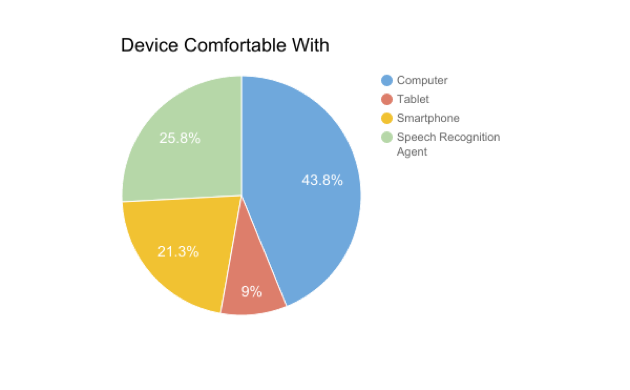 Device Comfortable With
Computer
Tablet
Smartphone
Speech Recognition
Agent
25.8%
43.8%
21.3%
9%